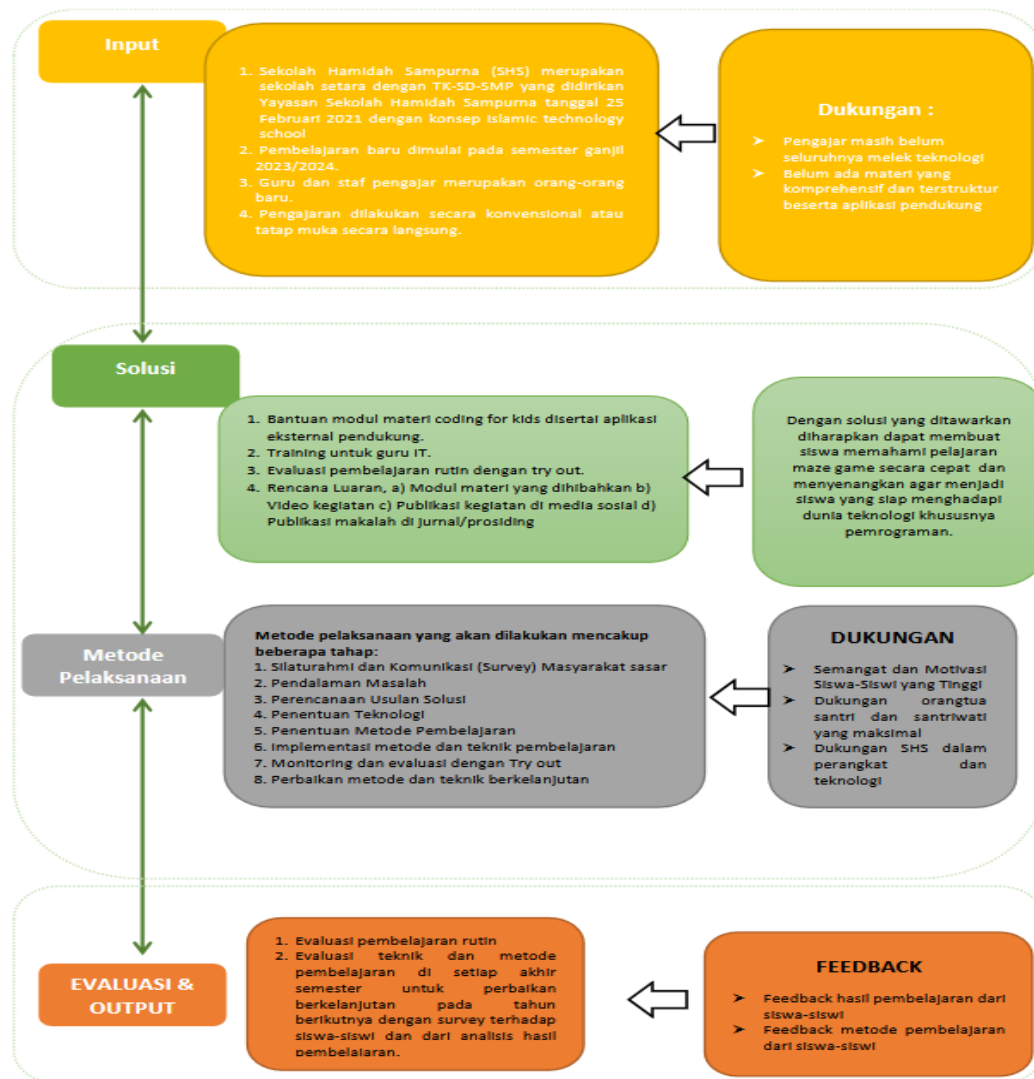 Input
1. Sekolah Hamidah Sampurna (SHS) merupakan
sekolah setara dengan TK-SD-SMP yang didirikan
Yayasan Sekolah Hamidah Sampurna tanggal 25
Februari 2021 dengan konsep Islamic technology
school
2. Pembelajaran baru dimulai pada semester ganjil
2023/2024.
3. Guru dan staf pengajar merupakan orang-orang
baru.
4. Pengajaran dilakukan secara konvensional atau
tatap muka secara langsung.
Dukungan :
➤ Pengajar masih belum
seluruhnya melek teknologi
➤ Belum ada materi yang
komprehensif dan terstruktur
beserta aplikasi pendukung
Solusi
1. Bantuan modul materi coding for kids disertai aplikasi
eksternal pendukung.
2. Training untuk guru IT.
3. Evaluasi pembelajaran rutin dengan try out.
4. Rencana Luaran, a) Modul materi yang dihibahkan b)
Video kegiatan c) Publikasi kegiatan di media sosial d)
Publikasi makalah di jurnal/prosiding
Dengan solusi yang ditawarkan
diharapkan dapat membuat
siswa memahami pelajaran
maze game secara cepat dan
menyenangkan agar menjadi
siswa yang siap menghadapi
dunia teknologi khususnya
pemrograman.
Metode
Pelaksanaan
Metode pelaksanaan yang akan dilakukan mencakup
beberapa tahap:
1. Silaturahmi dan Komunikasi (Survey) Masyarakat sasar
2. Pendalaman Masalah
3. Perencanaan Usulan Solusi
4. Penentuan Teknologi
5. Penentuan Metode Pembelajaran
6. Implementasi metode dan teknik pembelajaran
7. Monitoring dan evaluasi dengan Try out
8. Perbaikan metode dan teknik berkelanjutan
DUKUNGAN
➤ Semangat dan Motivasi
Siswa-Siswi yang Tinggi
➤ Dukungan orangtua
santri dan santriwati
yang maksimal
➤ Dukungan SHS dalam
perangkat dan
teknologi
EVALUASI &
OUTPUT
1. Evaluasi pembelajaran rutin
2. Evaluasi teknik dan metode
pembelajaran di setiap akhir
semester untuk perbaikan
berkelanjutan pada tahun
berikutnya dengan survey terhadap
siswa-siswi dan dari analisis hasil
pembelajaran.
FEEDBACK
➤ Feedback hasil pembelajaran dari
siswa-siswi
➤ Feedback metode pembelajaran
dari siswa-siswi